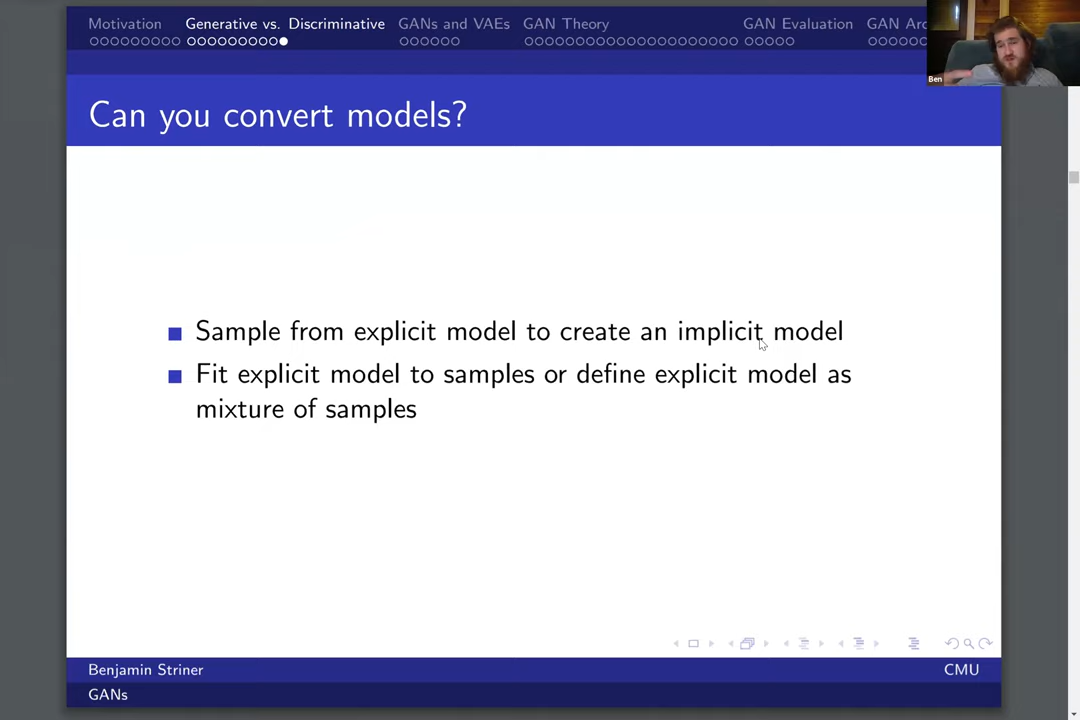 Motivation Generative vs. Discriminative GANs and VAEs GAN Theory GAN Evaluation GAN Arc
Ben
Can you convert models?
Sample from explicit model to create an implicit model
Fit explicit model to samples or define explicit model as
mixture of samples
Benjamin Striner CMU
GANs